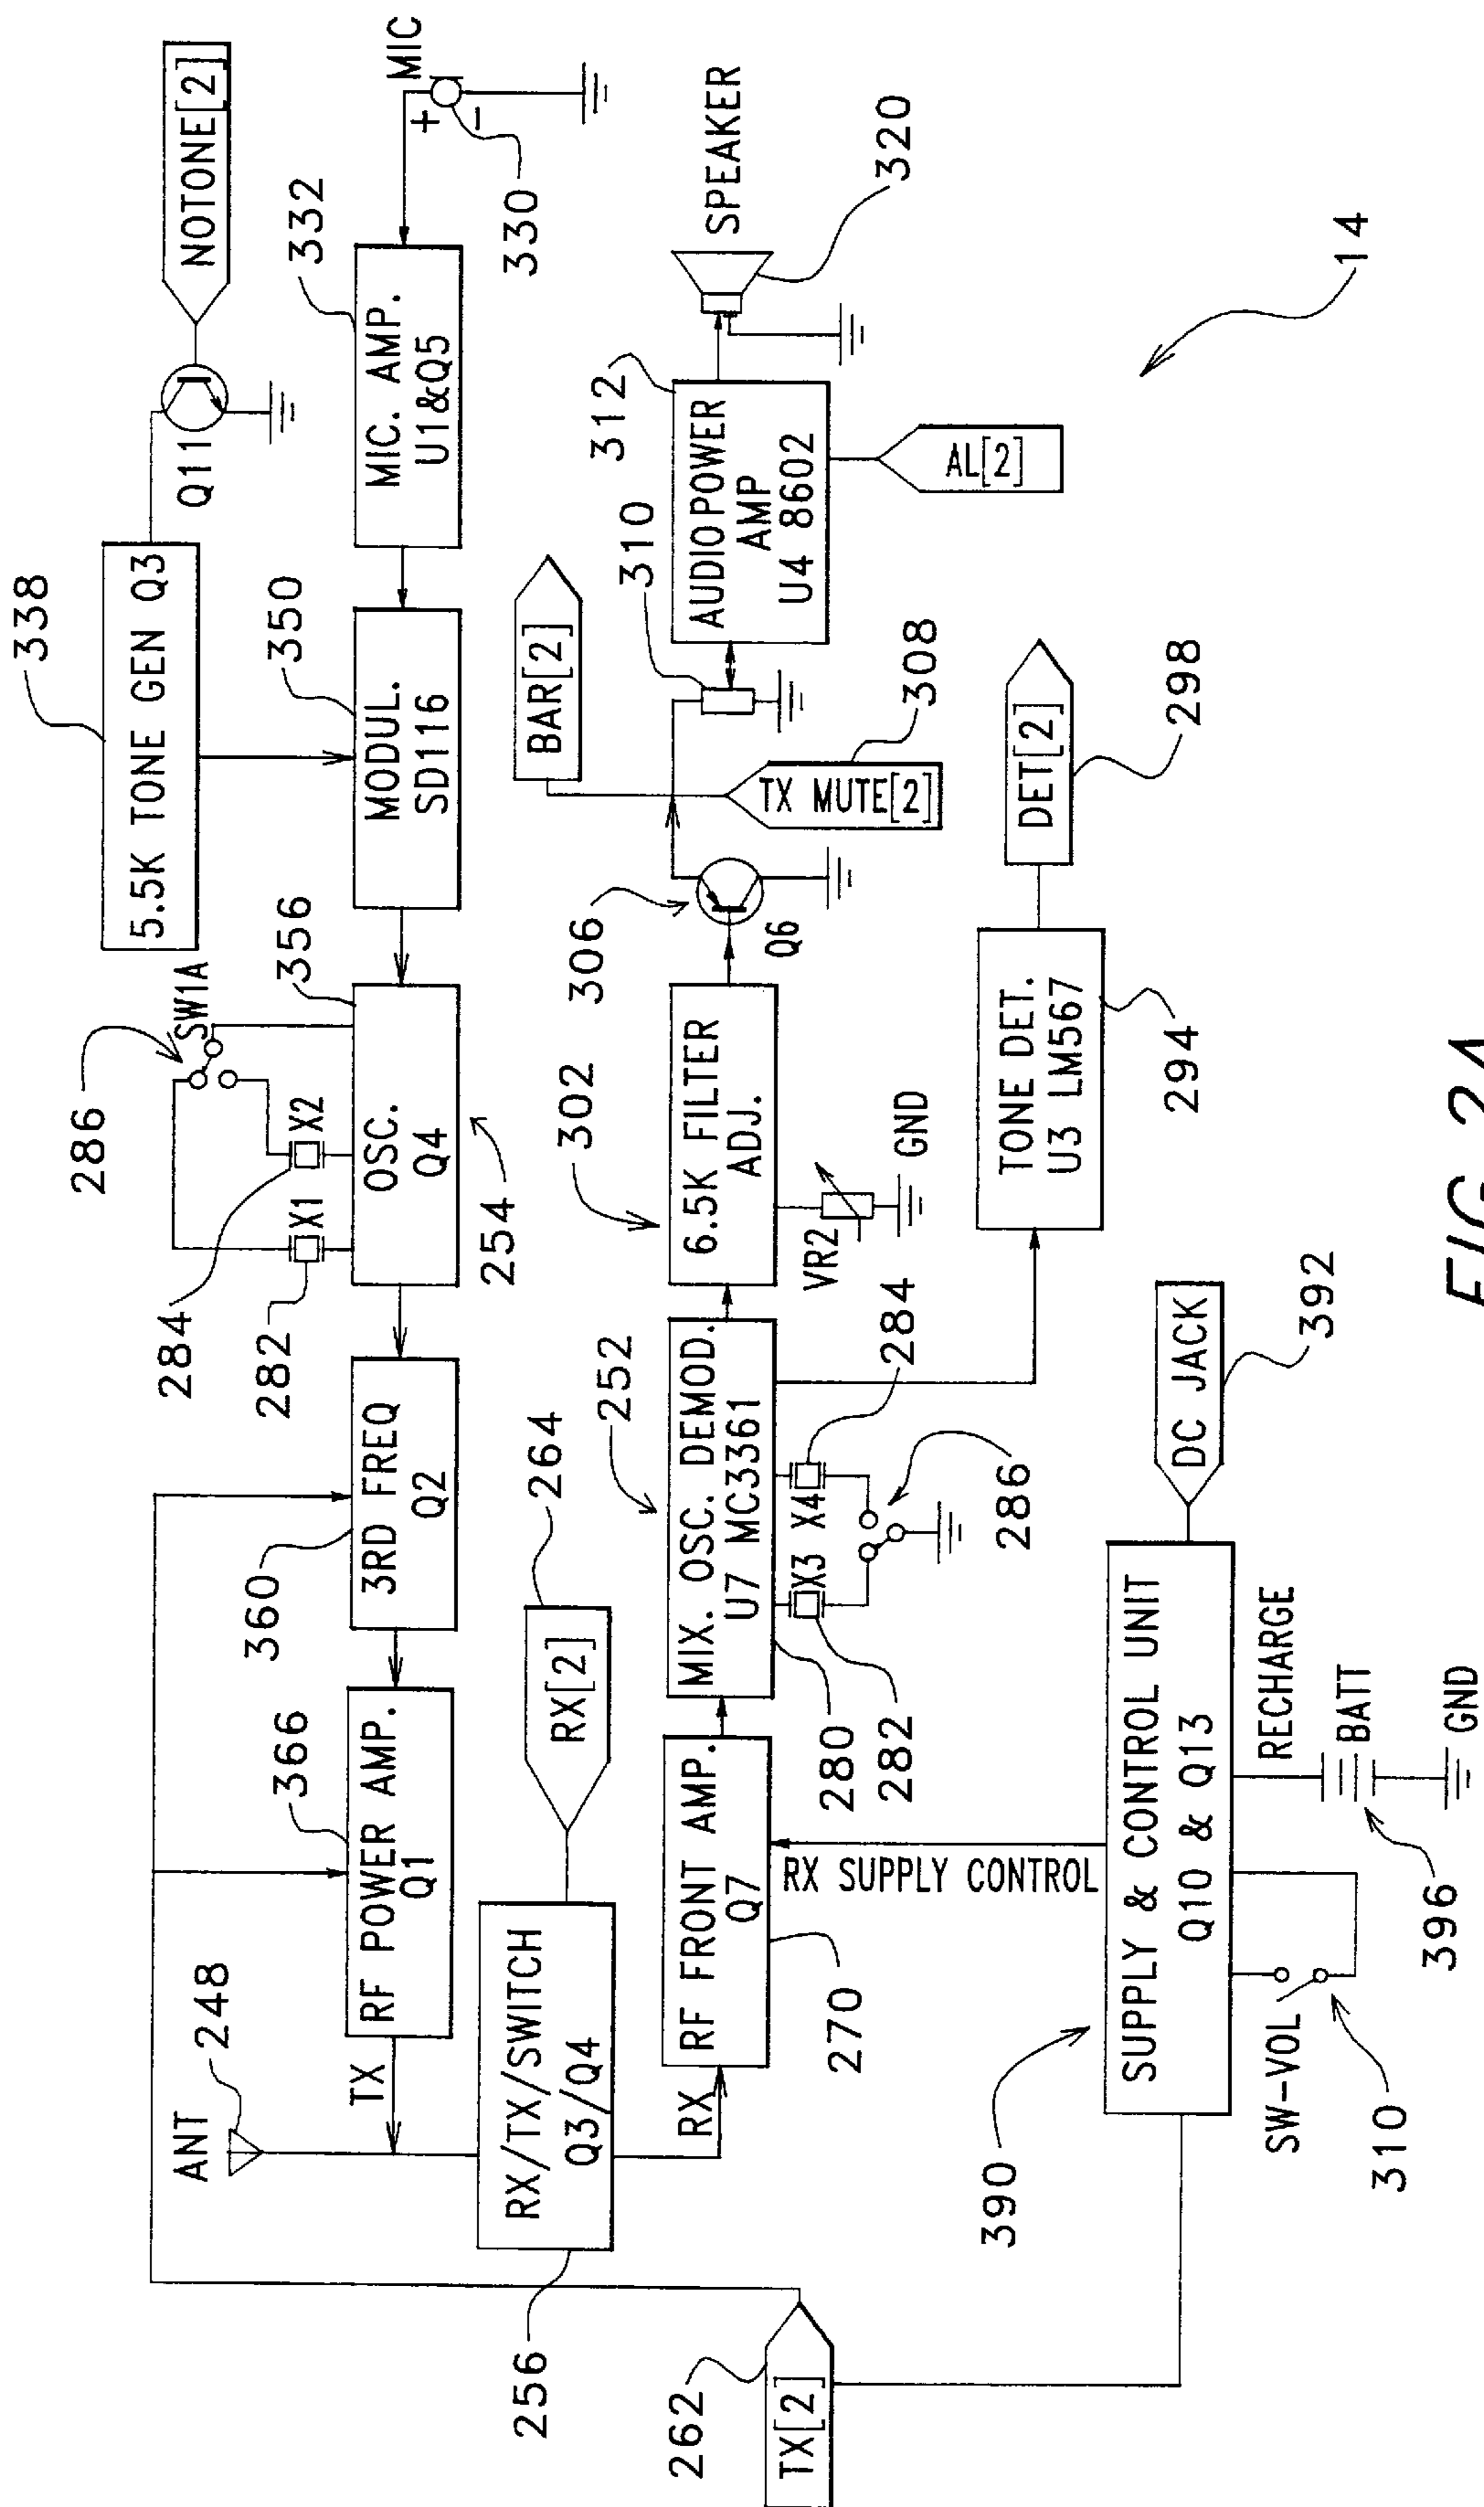 338
5.5K TONE GEN Q3
Q11
NOTONE[2]
286
SW1A
356
350
332
MIC
+
-
330
284
X2
282
X1
ANT
248
366
360
TX
RF POWER AMP.
Q1
3RD FREQ
Q2
OSC.
Q4
254
MODUL.
SD116
MIC. AMP.
U1&Q5
264
RX[2]
256
RX/TX/SWITCH
Q3/Q4
BAR[2]
306
310
312
SPEAKER
320
262
TX[2]
RX
RF FRONT AMP.
Q7
270
252
MIX. OSC. DEMOD.
U7 MC3361
280
X3
X4
282
284
286
302
6.5K FILTER
ADJ.
VR2
GND
Q6
TX MUTE[2]
308
AUDIO POWER
AMP
U4 8602
AL[2]
14
RX SUPPLY CONTROL
TONE DET.
U3 LM567
294
DET[2]
298
390
SUPPLY & CONTROL UNIT
Q10 & Q13
DC JACK
392
SW-VOL
310
RECHARGE
BATT
396
GND
FIG. 2A